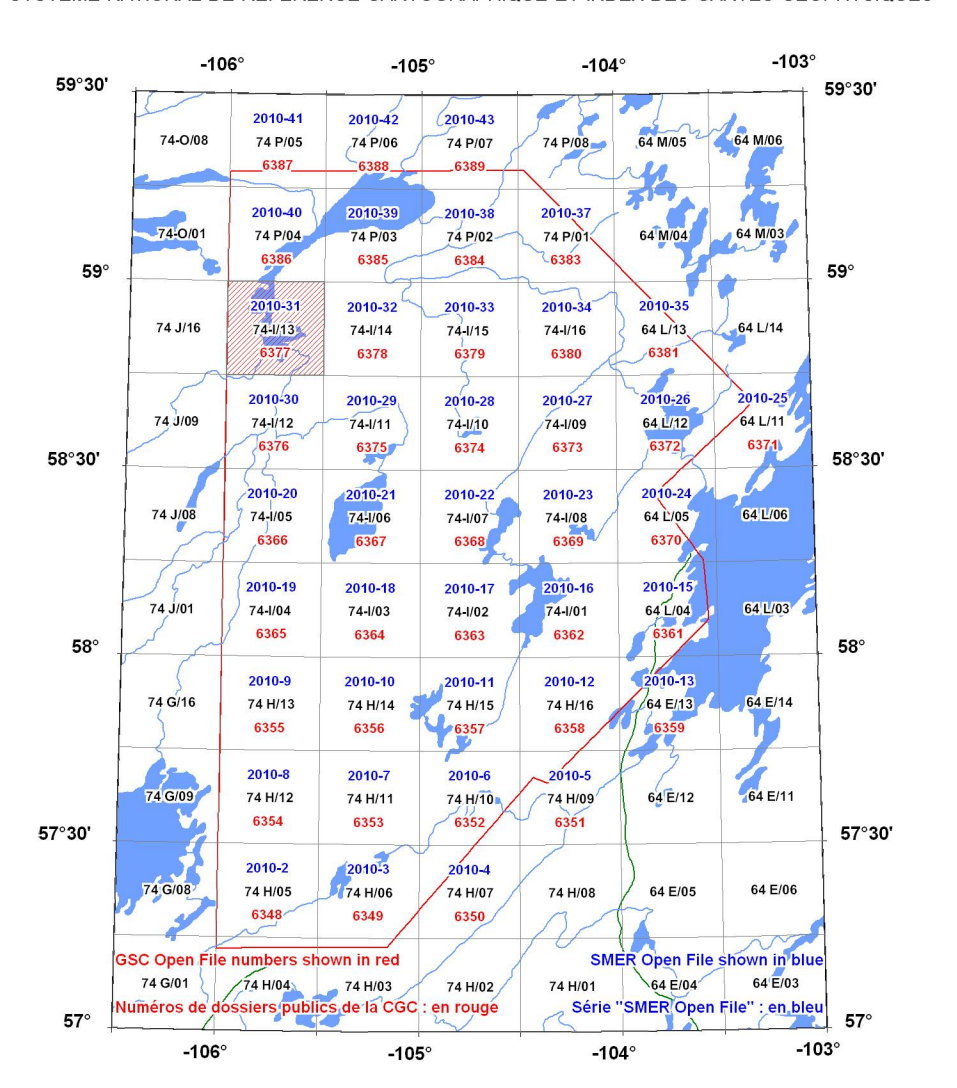 -106° -105° -104° -103°
59°30' 59°30'
2010-41 2010-42 2010-43
74-O/08 74 P/05 74 P/06 74 P/07 74 P/08 64 M/05 64 M/06
6387 6388 6389
2010-40 2010-39 2010-38 2010-37
74-O/01 74 P/04 74 P/03 74 P/02 74 P/01 64 M/04 64 M/03
6386 6385 6384 6383
59° 59°
2010-31 2010-32 2010-33 2010-34 2010-35
74 J/16 74-I/13 74-I/14 74-I/15 74-I/16 64 L/13 64 L/14
6377 6378 6379 6380 6381
2010-30 2010-29 2010-28 2010-27 2010-26 2010-25
74 J/09 74-I/12 74-I/11 74-I/10 74-I/09 64 L/12 64 L/11
6376 6375 6374 6373 6372 6371
58°30' 58°30'
2010-20 2010-21 2010-22 2010-23 2010-24
74 J/08 74-I/05 74-I/06 74-I/07 74-I/08 64 L/05 64 L/06
6366 6367 6368 6369 6370
2010-19 2010-18 2010-17 2010-16 2010-15
74 J/01 74-I/04 74-I/03 74-I/02 74-I/01 64 L/04 64 L/03
6365 6364 6363 6362 6361
58° 58°
2010-9 2010-10 2010-11 2010-12 2010-13
74 G/16 74 H/13 74 H/14 74 H/15 74 H/16 64 E/13 64 E/14
6355 6356 6357 6358 6359
2010-8 2010-7 2010-6 2010-5
74 G/09 74 H/12 74 H/11 74 H/10 74 H/09 64 E/12 64 E/11
6354 6353 6352 6351
57°30' 57°30'
2010-2 2010-3 2010-4
74 G/08 74 H/05 74 H/06 74 H/07 74 H/08 64 E/05 64 E/06
6348 6349 6350
GSC Open File numbers shown in red SMER Open File shown in blue
74 G/01 74 H/04 74 H/03 74 H/02 74 H/01 64 E/04 64 E/03
Numéros de dossiers publics de la CGC : en rouge Série "SMER Open File" : en bleu
57° 57°
-106° -105° -104° -103°